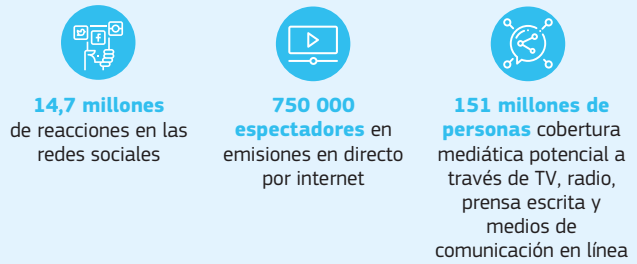 14,7 millones
de reacciones en las
redes sociales
750 000
espectadores en
emisiones en directo
por internet
151 millones de
personas cobertura
mediática potencial a
través de TV, radio,
prensa escrita y
medios de
comunicación en línea